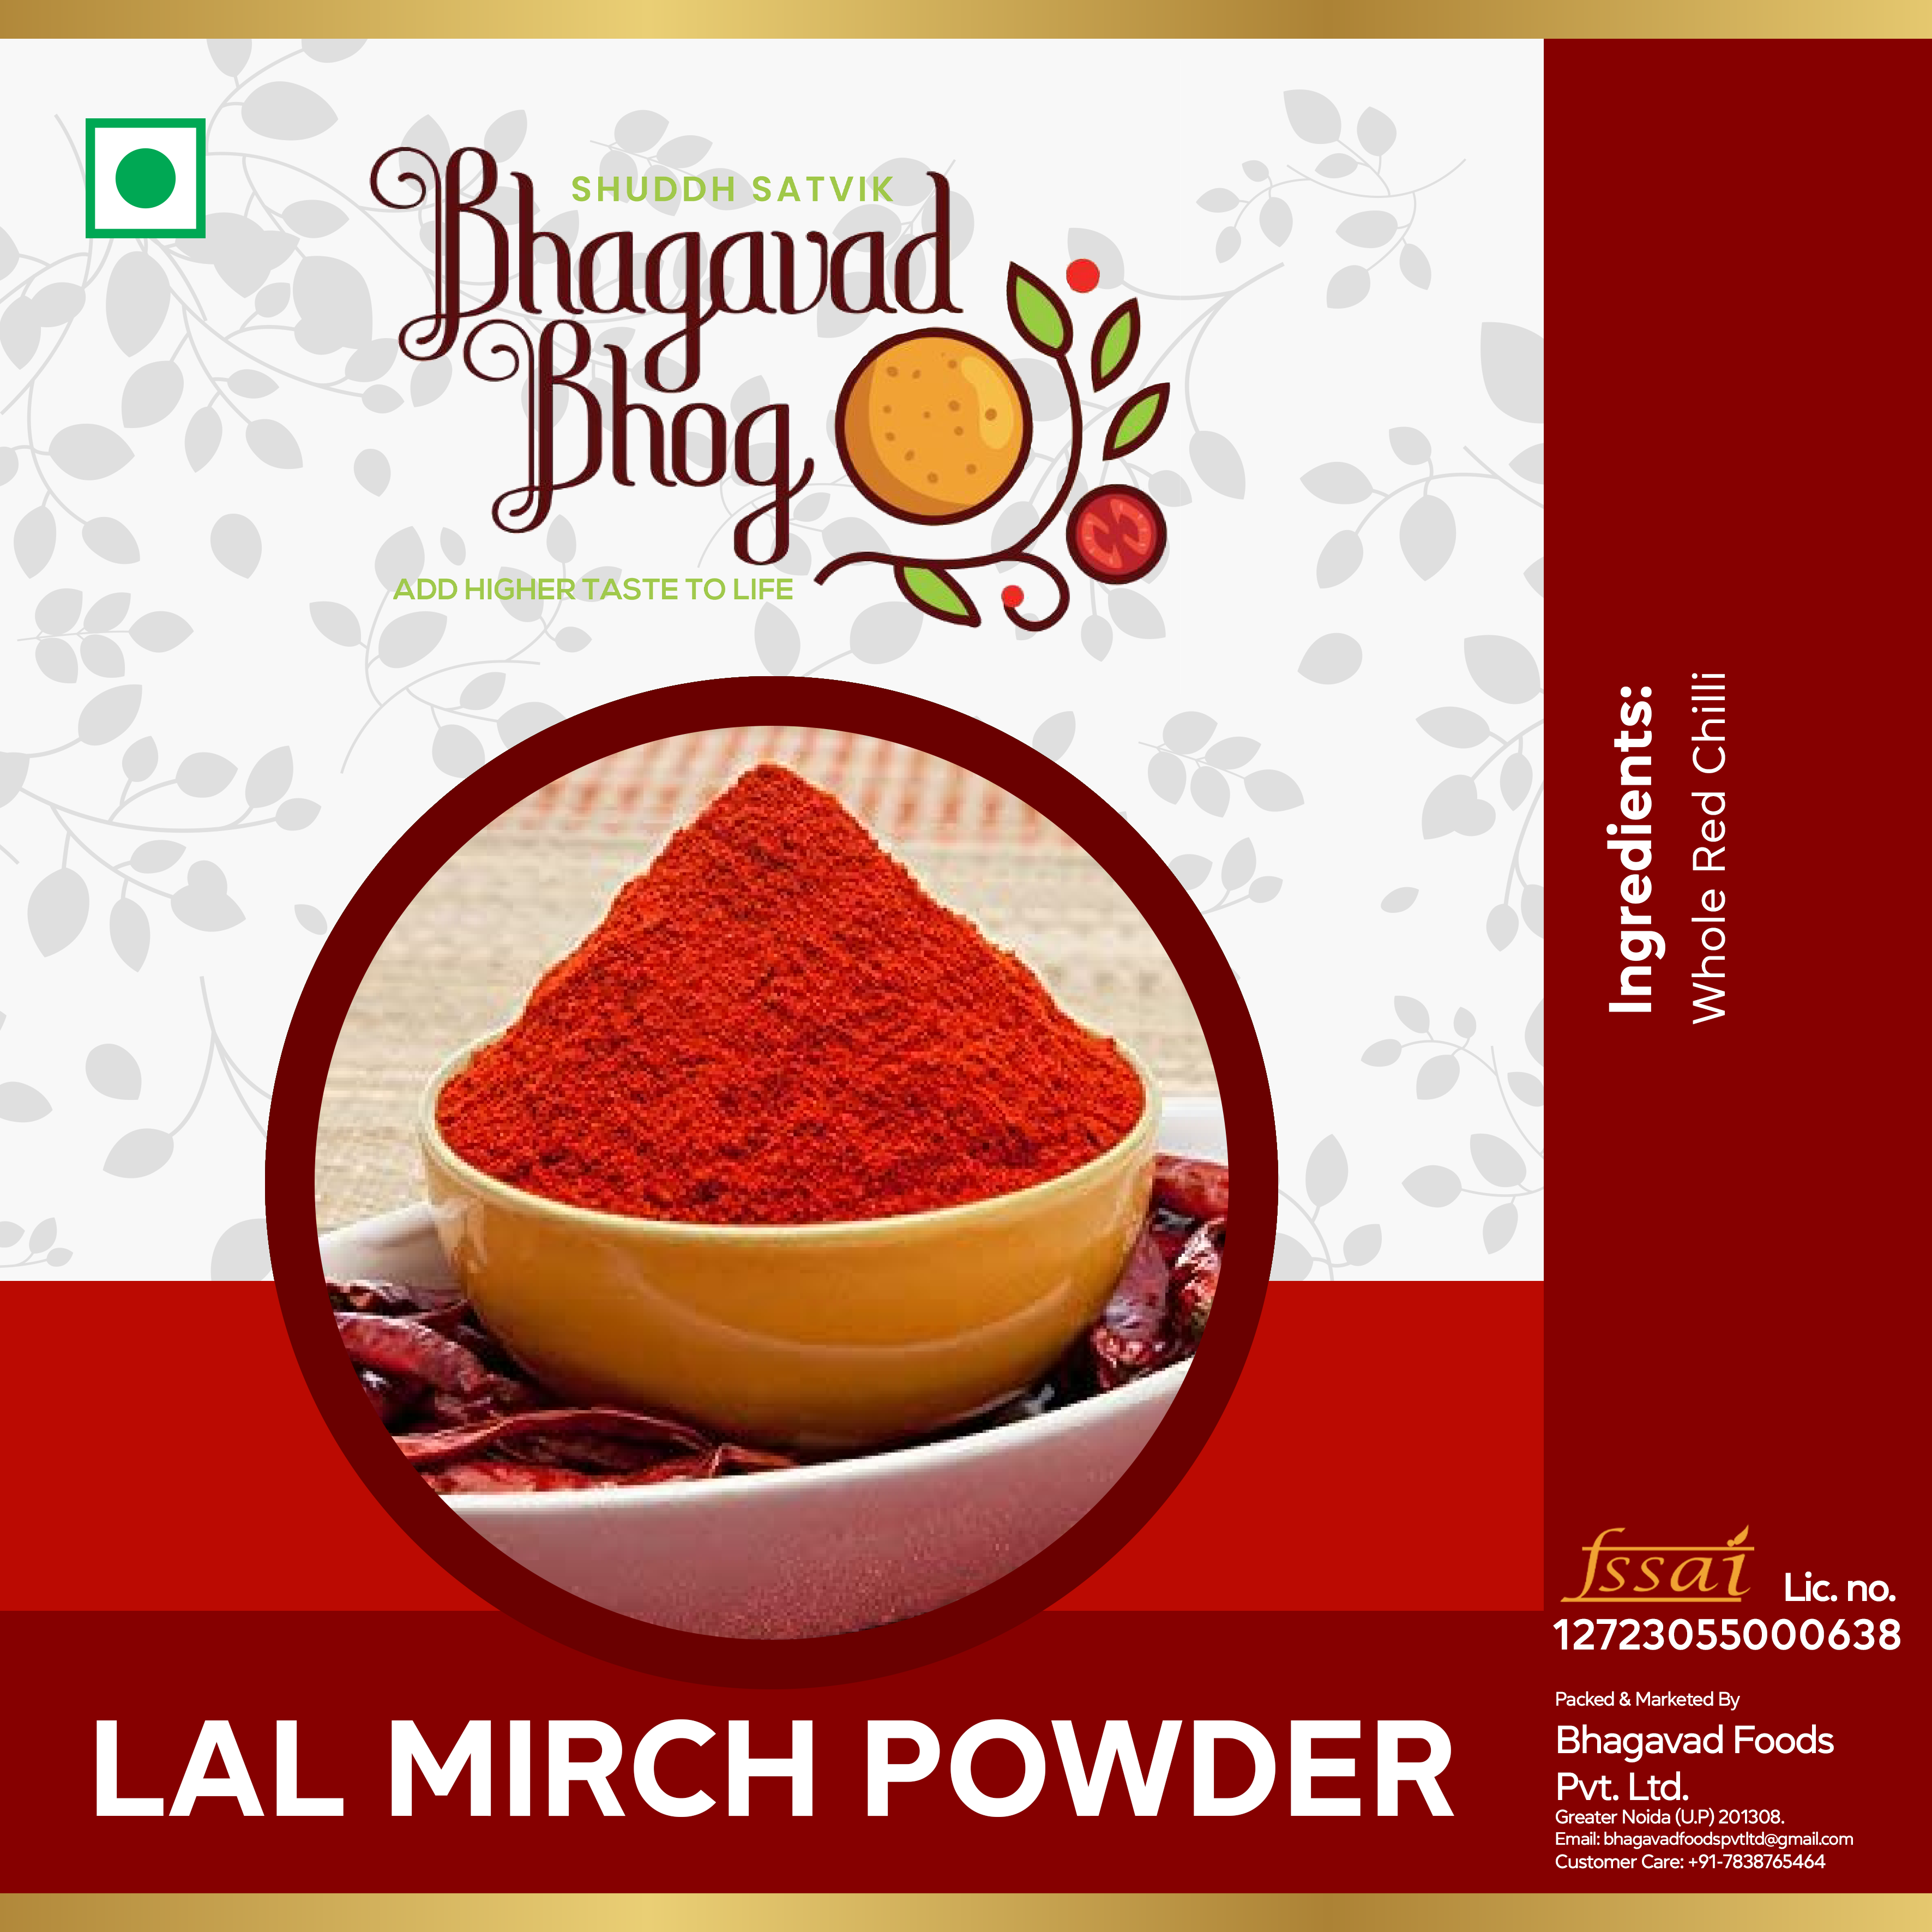 SHUDDH SATVIK
Bhagavad
Bhog
ADD HIGHER TASTE TO LIFE
LAL MIRCH POWDER
Ingredients:
Whole Red Chilli
fssai Lic. no.
12723055000638
Packed & Marketed By
Bhagavad Foods
Pvt. Ltd.
Greater Noida (U.P) 201308.
Email: bhagavadfoodspvtltd@gmail.com
Customer Care: +91-7838765464